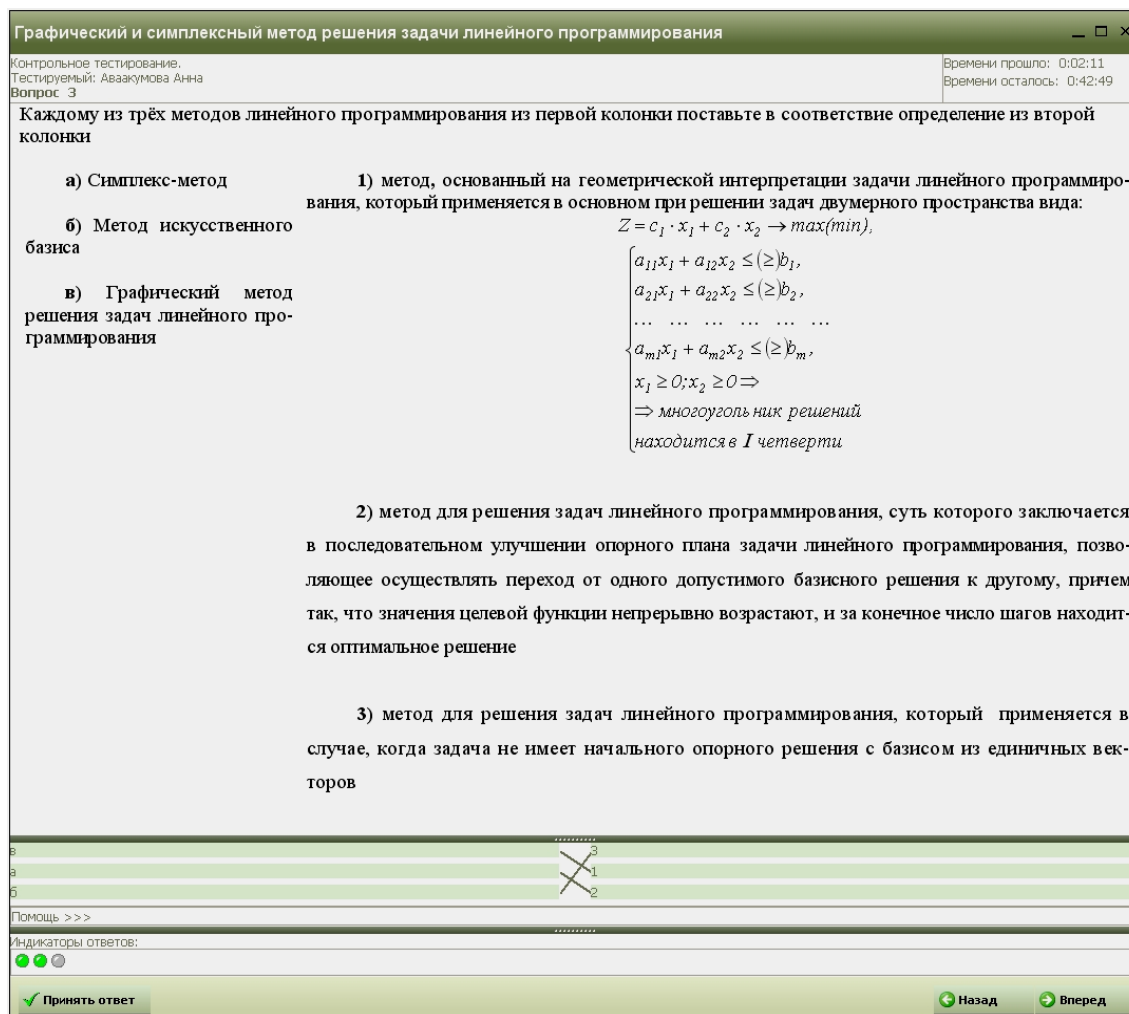 Графический и симплексный метод решения задачи линейного программирования
Контрольное тестирование.
Тестируемый: Аваакумова Анна
Вопрос 3
Времени прошло: 0:02:11
Времени осталось: 0:42:49
Каждому из трёх методов линейного программирования из первой колонки поставьте в соответствие определение из второй
колонки
а) Симплекс-метод
б) Метод искусственного
базиса
в) Графический метод
решения задач линейного про-
граммирования
1) метод, основанный на геометрической интерпретации задачи линейного программиро-
вания, который применяется в основном при решении задач двумерного пространства вида:
Z = c₁ · x₁ + c₂ · x₂ → max(min),
a₁₁x₁ + a₁₂x₂ ≤ (≥)b₁,
a₂₁x₁ + a₂₂x₂ ≤ (≥)b₂,
... ... ... ... ... ...
aₘ₁x₁ + aₘ₂x₂ ≤ (≥)bₘ,
x₁ ≥ 0; x₂ ≥ 0 ⇒
⇒ многоуголь ник решений
находится в I четверти
2) метод для решения задач линейного программирования, суть которого заключается
в последовательном улучшении опорного плана задачи линейного программирования, позво-
ляющее осуществлять переход от одного допустимого базисного решения к другому, причем
так, что значения целевой функции непрерывно возрастают, и за конечное число шагов находит-
ся оптимальное решение
3) метод для решения задач линейного программирования, который применяется в
случае, когда задача не имеет начального опорного решения с базисом из единичных век-
торов
в 3
а 1
б 2
Помощь >>>
Индикаторы ответов:
Принять ответ
Назад
Вперед